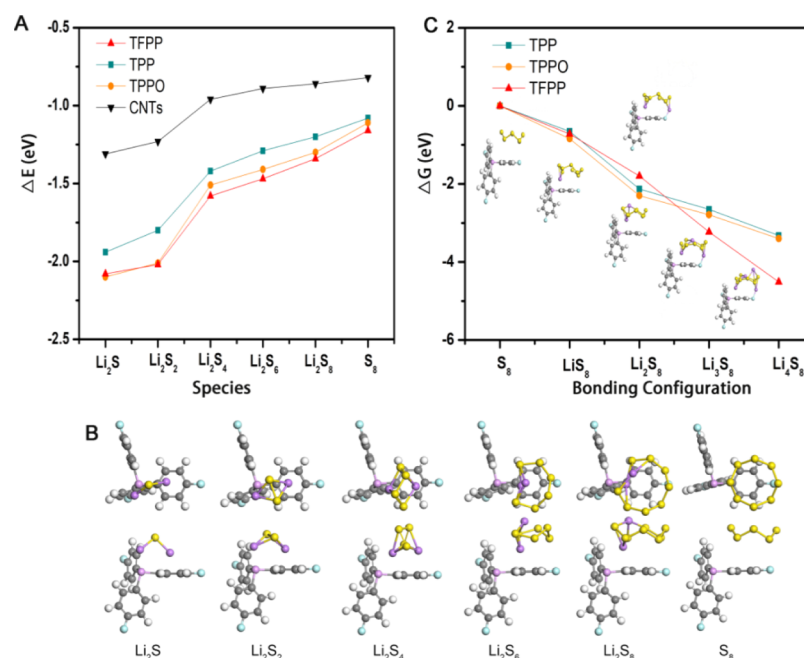 A
-0.5
-1.0
-1.5
-2.0
-2.5
△ E (eV)
TFPP
TPP
TPPO
CNTs
Li₂S
Li₂S₂
Li₂S₄
Li₂S₆
Li₂S₈
S₈
Species
C
2
0
-2
-4
-6
△G (eV)
TPP
TPPO
TFPP
S₈
LiS₈
Li₂S₈
Li₃S₈
Li₄S₈
Bonding Configuration
B
Li₂S
Li₂S₂
Li₂S₄
Li₂S₆
Li₂S₈
S₈